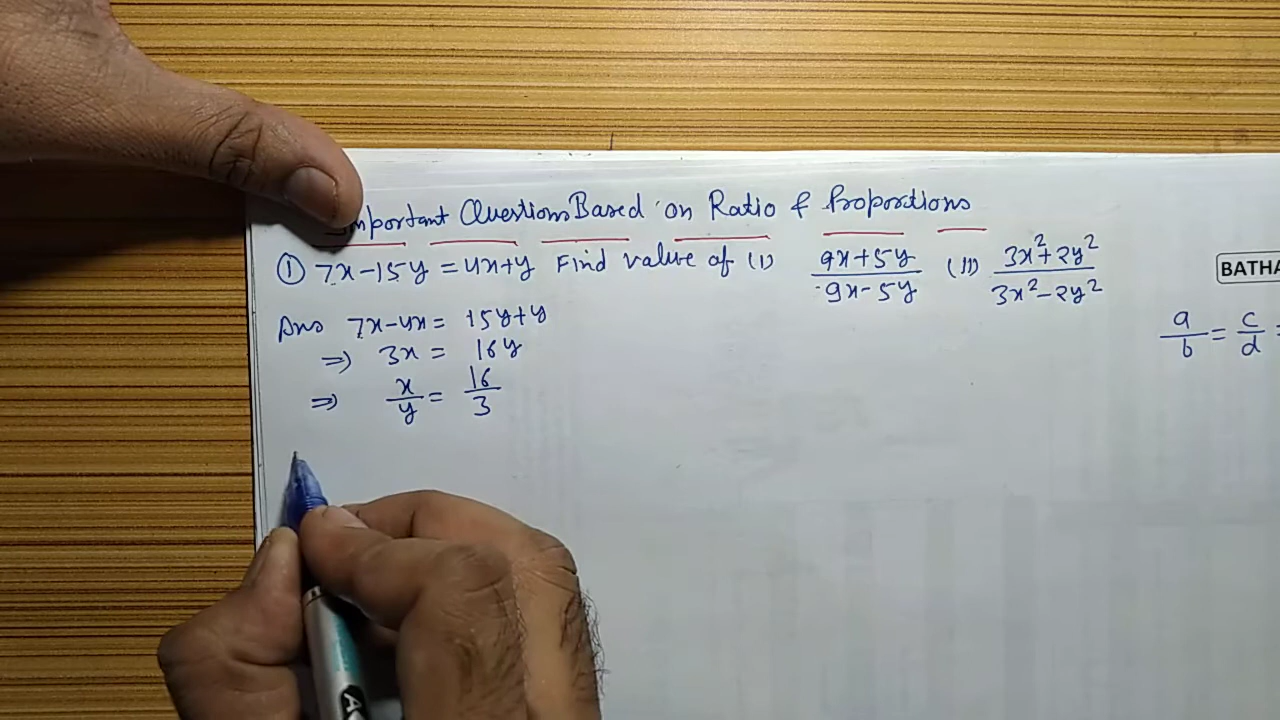 Important Questions Based on Ratio & Proportions
① 7x-15y = 4x+y Find value of (I) 9x+5y / 9x-5y (II) 3x²+2y² / 3x²-2y²
BATHA
Ans 7x-4x = 15y+y
a/b = c/d =
⇒ 3x = 16y
⇒ x/y = 16/3